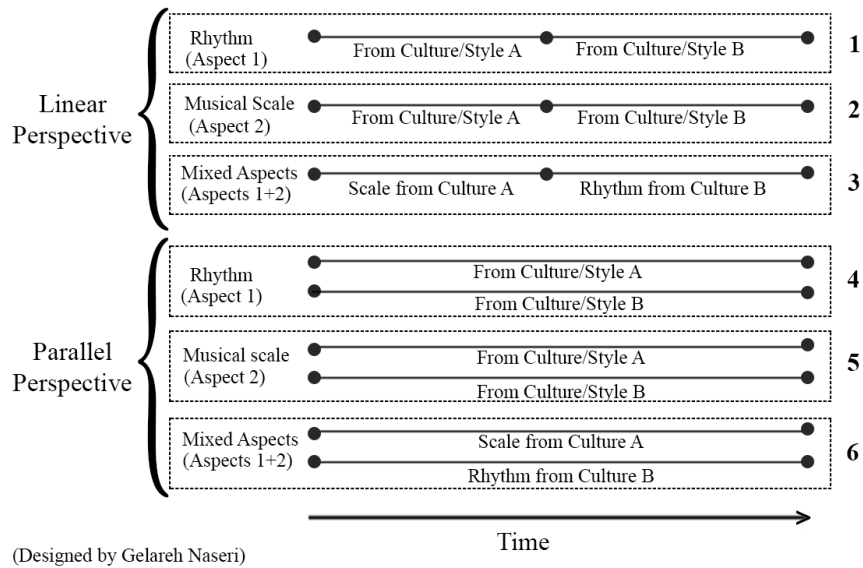 Linear
Perspective
Rhythm
(Aspect 1)
From Culture/Style A
From Culture/Style B
1
Musical Scale
(Aspect 2)
From Culture/Style A
From Culture/Style B
2
Mixed Aspects
(Aspects 1+2)
Scale from Culture A
Rhythm from Culture B
3
Parallel
Perspective
Rhythm
(Aspect 1)
From Culture/Style A
From Culture/Style B
4
Musical scale
(Aspect 2)
From Culture/Style A
From Culture/Style B
5
Mixed Aspects
(Aspects 1+2)
Scale from Culture A
Rhythm from Culture B
6
Time
(Designed by Gelareh Naseri)